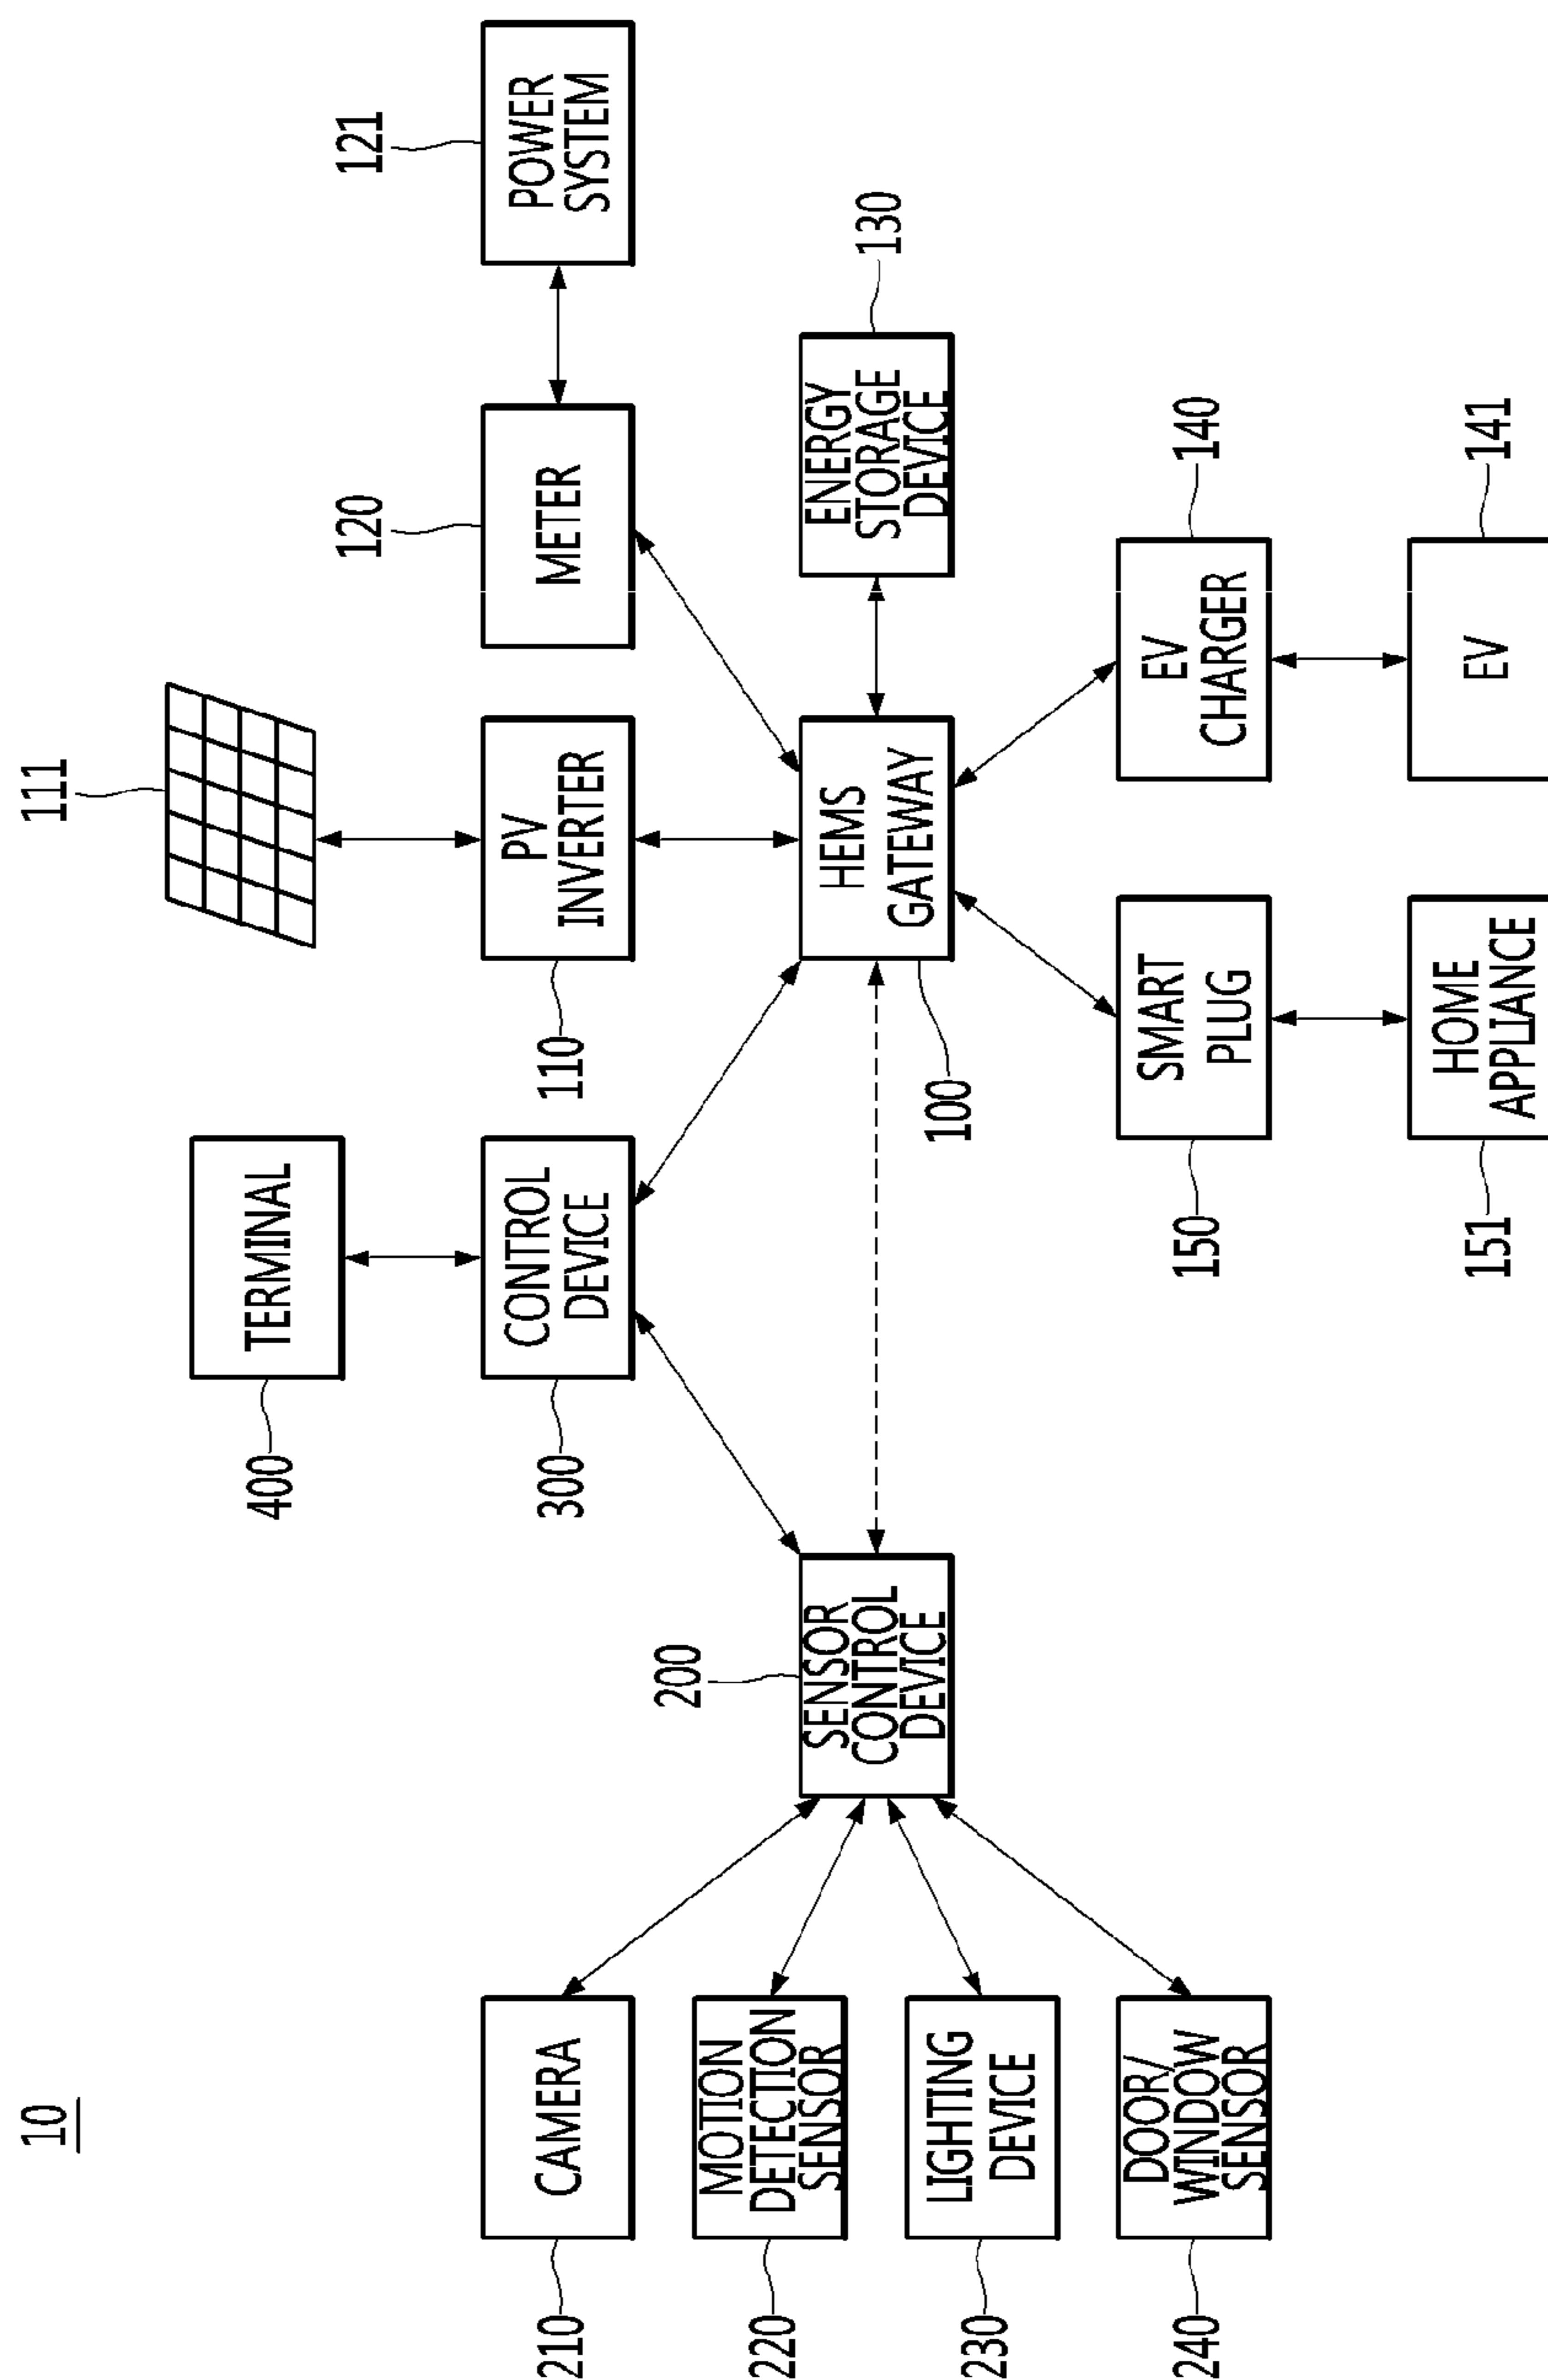 10
111
400
TERMINAL
121
120
300
CONTROL
DEVICE
110
PV
INVERTER
METER
POWER
SYSTEM
210
CAMERA
220
MOTION
DETECTION
SENSOR
200
SENSOR
CONTROL
DEVICE
100
HEMS
GATEWAY
ENERGY
STORAGE
DEVICE
130
230
LIGHTING
DEVICE
240
DOOR/
WINDOW
SENSOR
150
SMART
PLUG
EV
CHARGER
140
151
HOME
APPLIANCE
EV
141